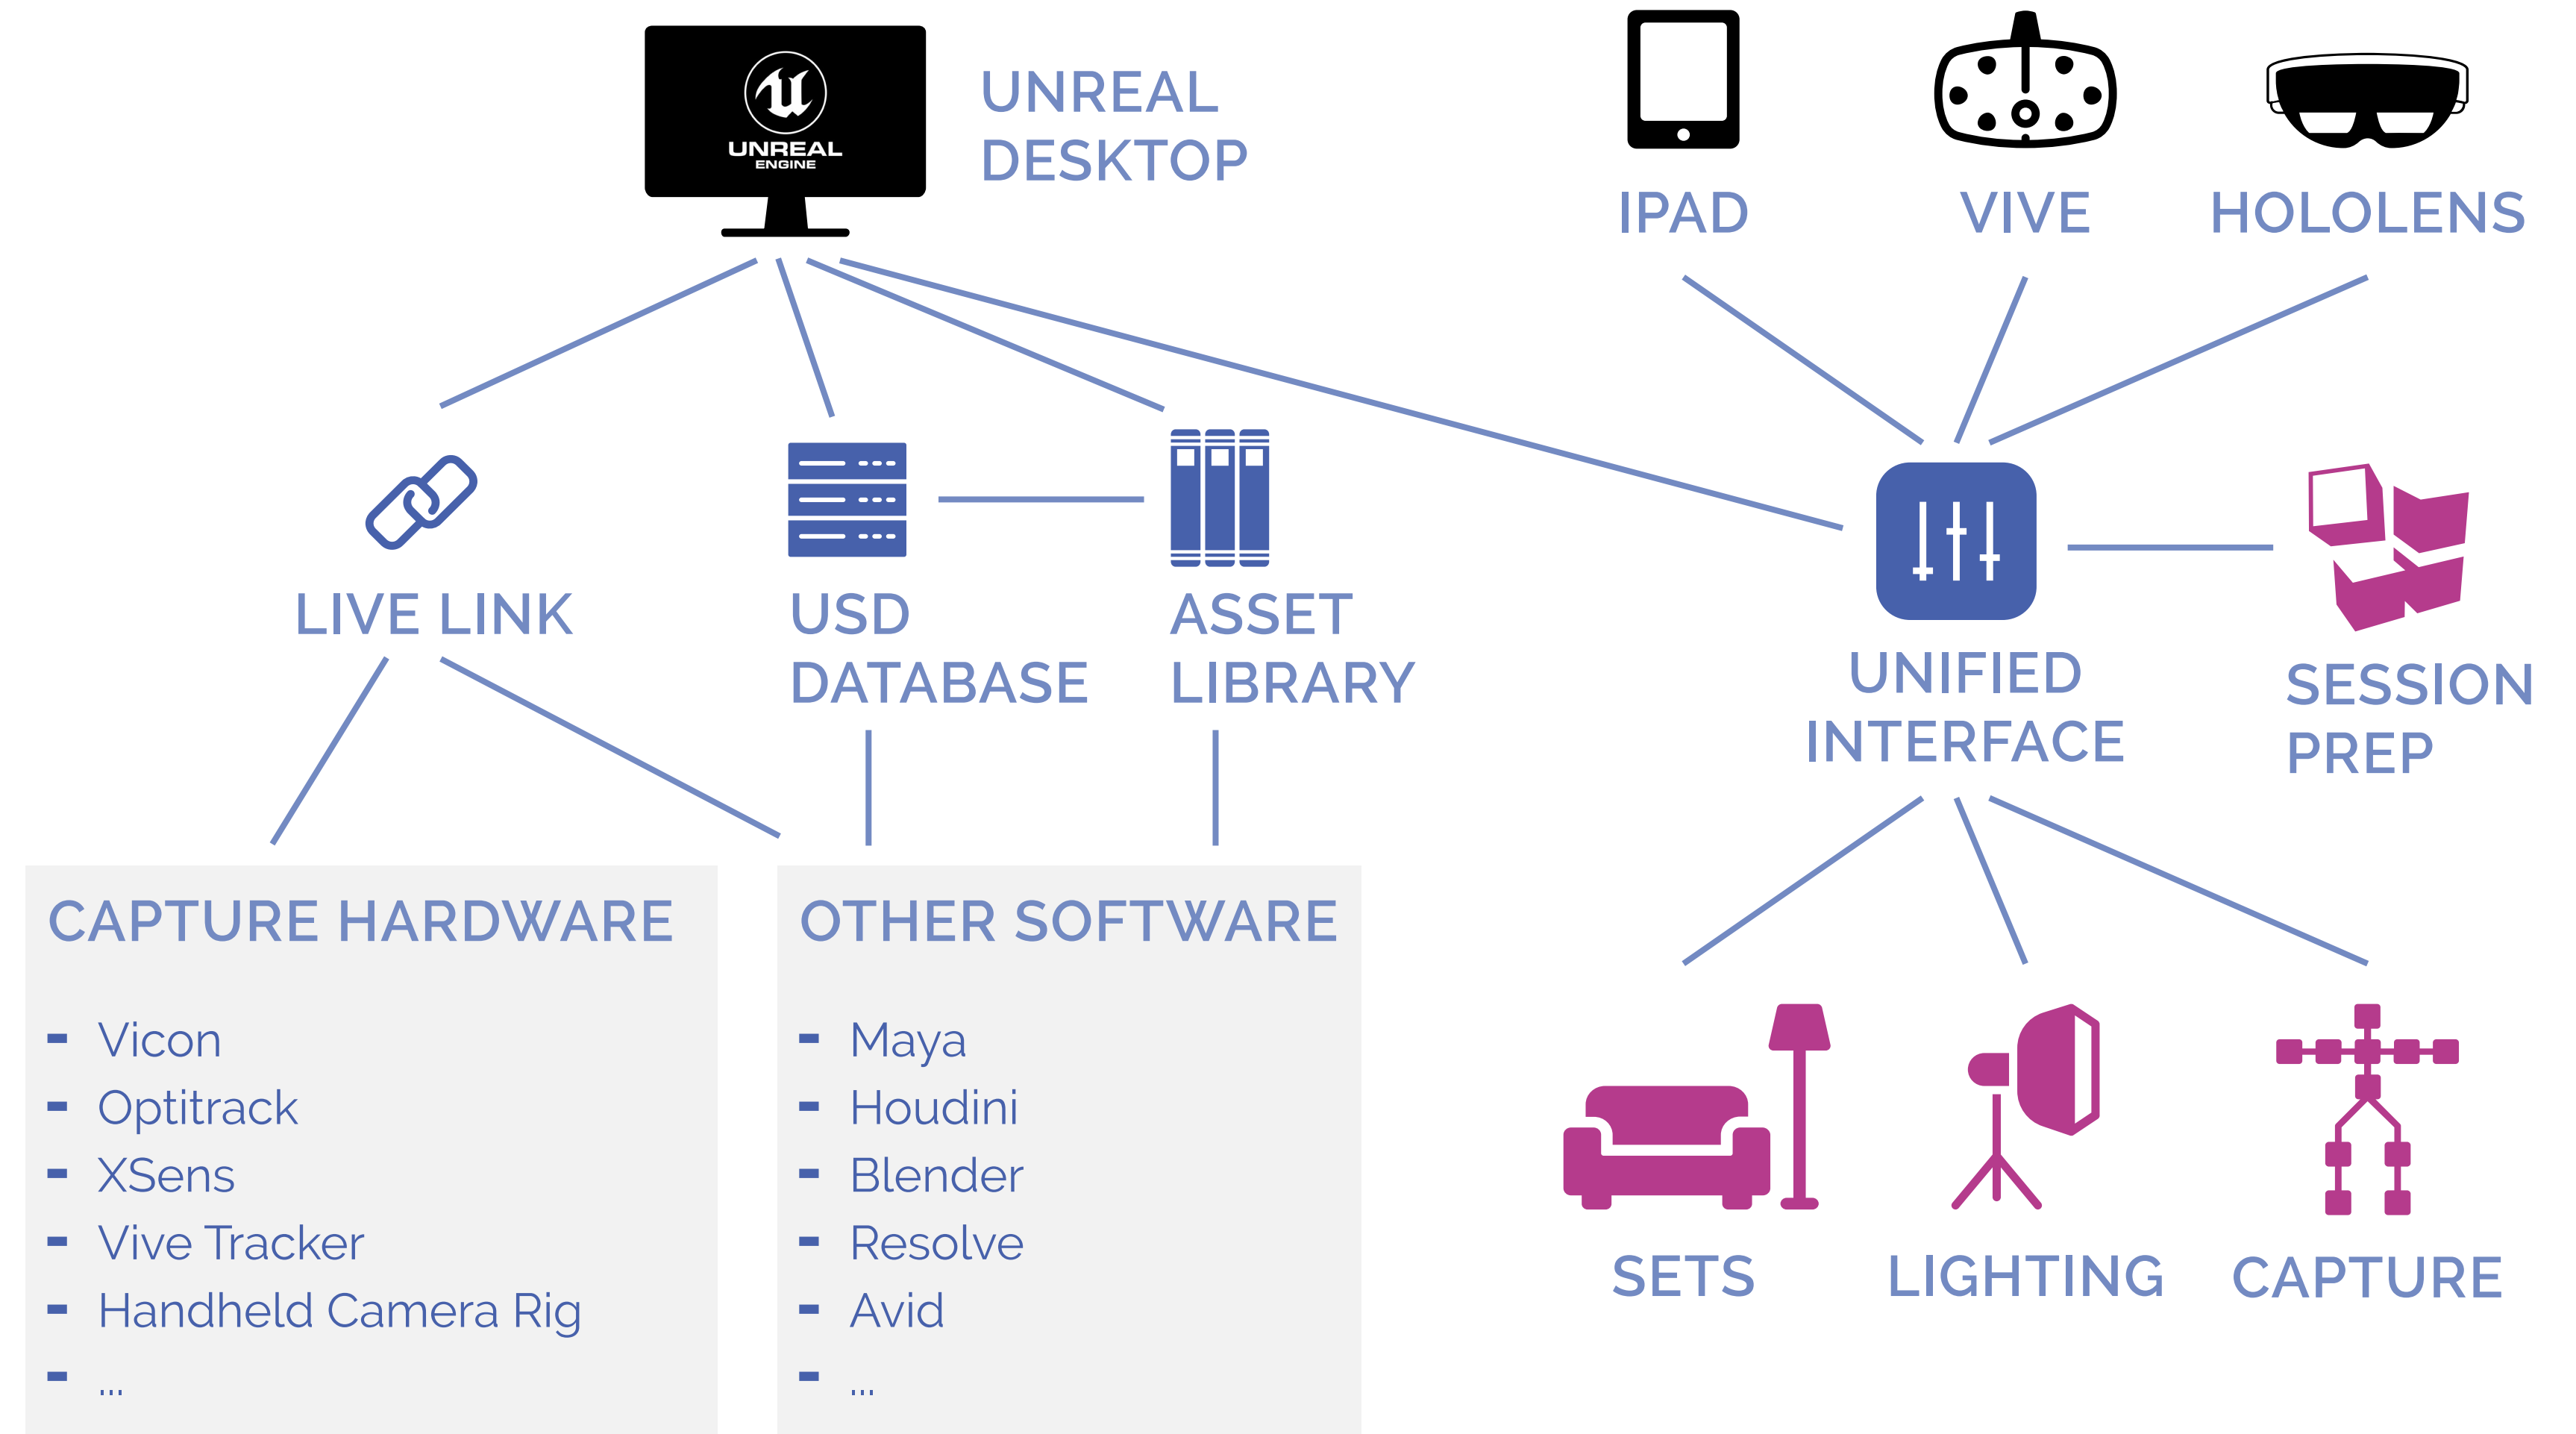 UNREAL
ENGINE
UNREAL
DESKTOP
IPAD
VIVE
HOLOLENS
LIVE LINK
USD
DATABASE
ASSET
LIBRARY
UNIFIED
INTERFACE
SESSION
PREP
CAPTURE HARDWARE
- Vicon
- Optitrack
- XSens
- Vive Tracker
- Handheld Camera Rig
- ...
OTHER SOFTWARE
- Maya
- Houdini
- Blender
- Resolve
- Avid
- ...
SETS
LIGHTING
CAPTURE